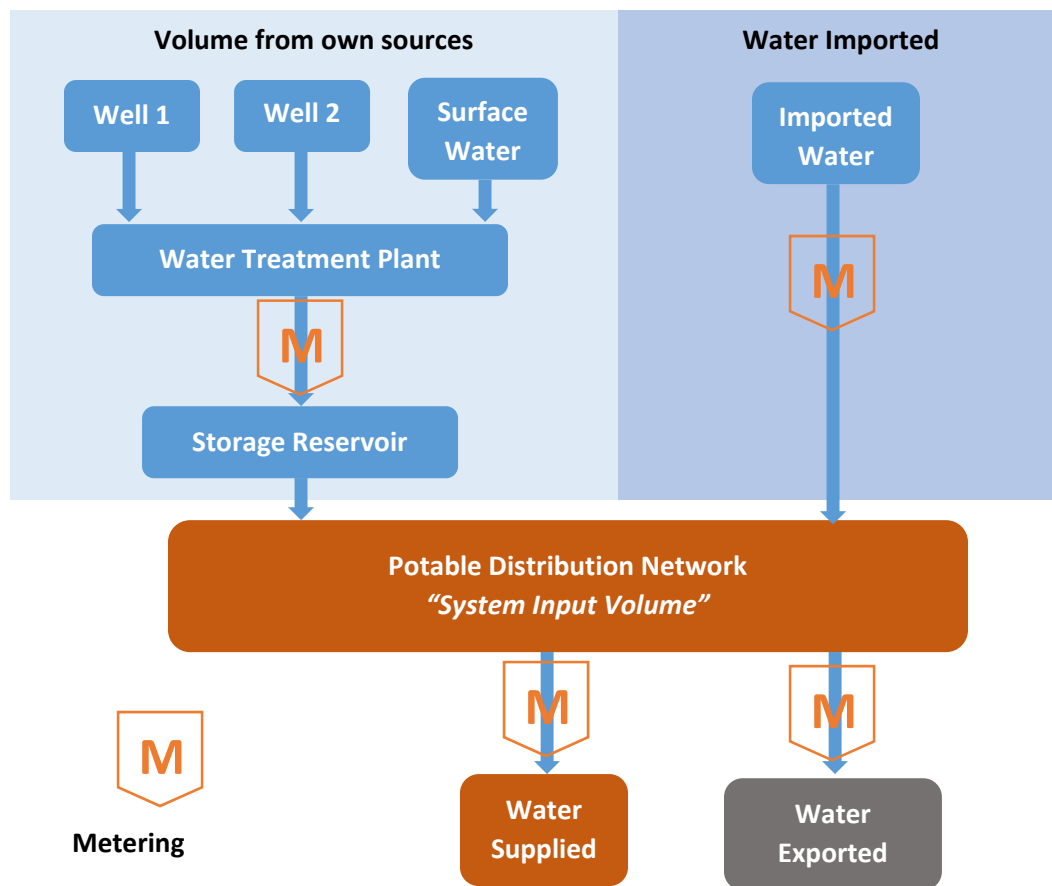 Volume from own sources
Water Imported
Well 1
Well 2
Surface
Water
Imported
Water
Water Treatment Plant
M
M
Storage Reservoir
Potable Distribution Network
“System Input Volume”
M
M
M
Metering
Water
Supplied
Water
Exported